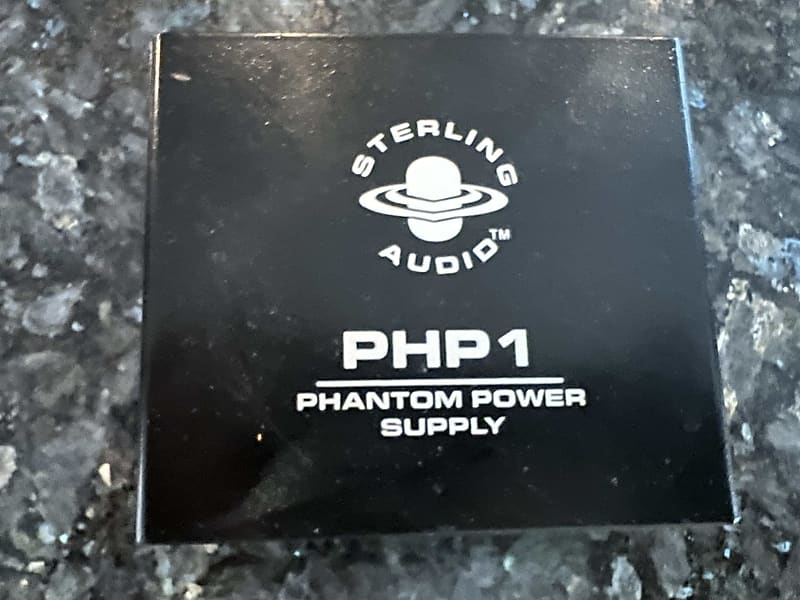 STERLING
AUDIO™
PHP1
PHANTOM POWER
SUPPLY